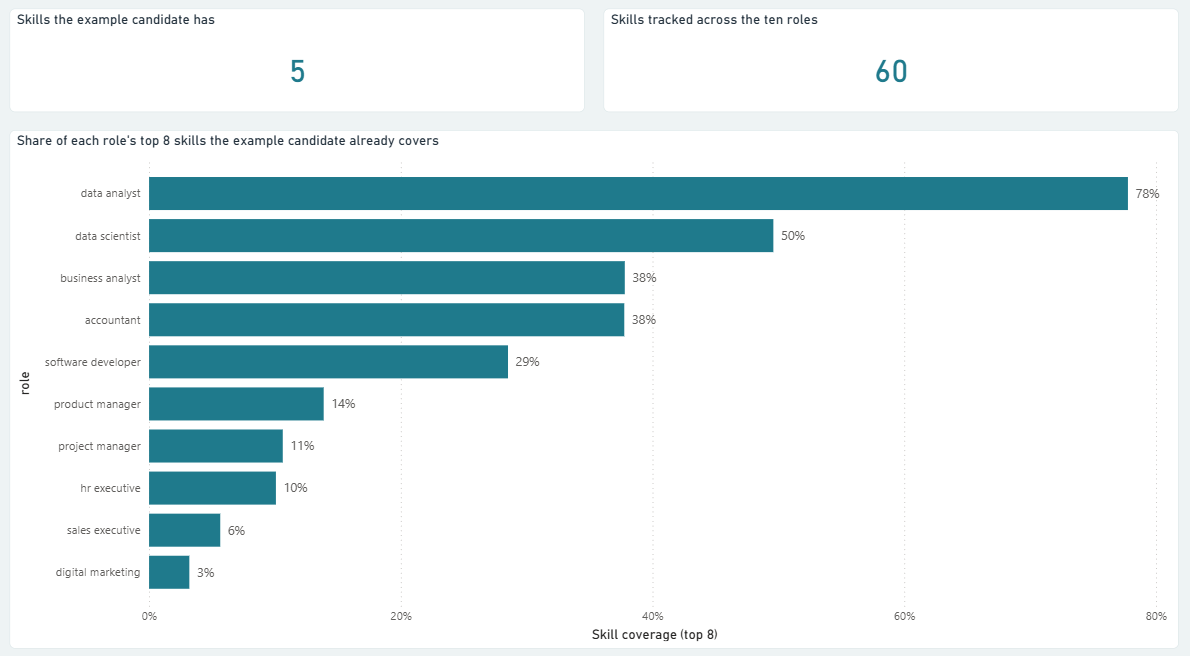 Skills the example candidate has
5
Skills tracked across the ten roles
60
Share of each role's top 8 skills the example candidate already covers
role
data analyst 78%
data scientist 50%
business analyst 38%
accountant 38%
software developer 29%
product manager 14%
project manager 11%
hr executive 10%
sales executive 6%
digital marketing 3%
0% 20% 40% 60% 80%
Skill coverage (top 8)